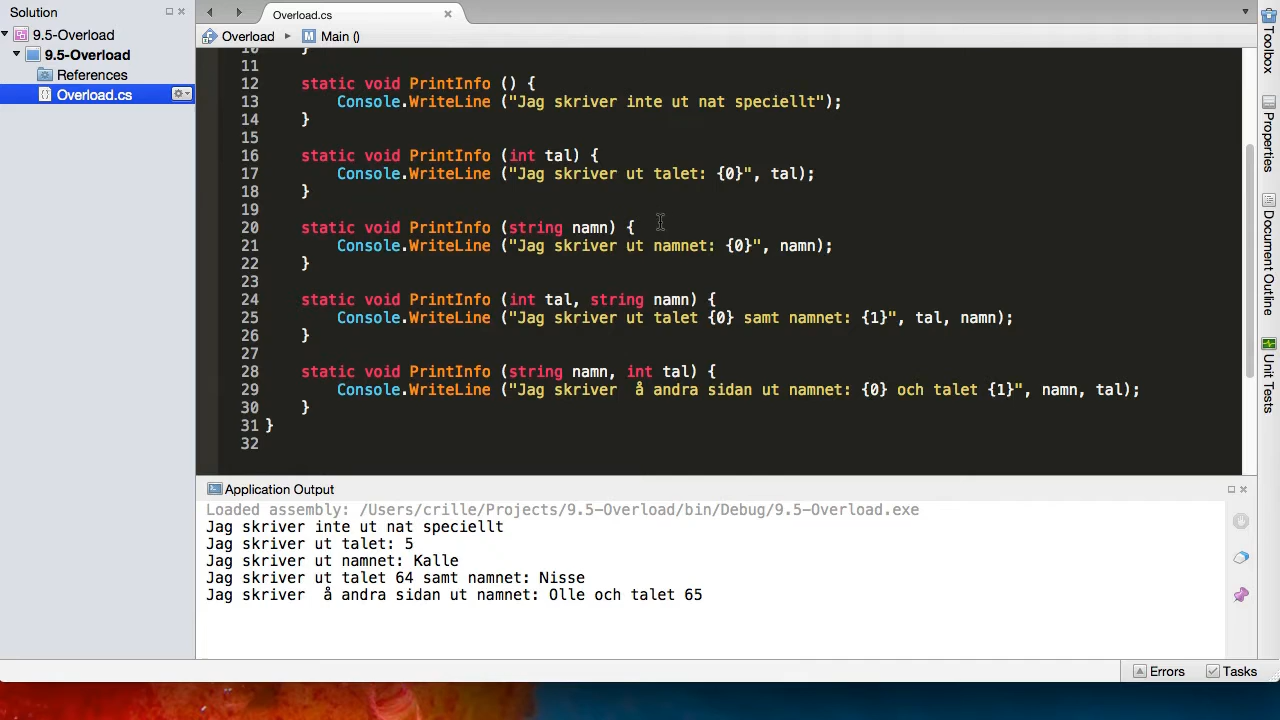 Solution
9.5-Overload
9.5-Overload
References
Overload.cs
Overload.cs
Overload ▸ Main ()
10 }
11
12 static void PrintInfo () {
13 Console.WriteLine ("Jag skriver inte ut nat speciellt");
14 }
15
16 static void PrintInfo (int tal) {
17 Console.WriteLine ("Jag skriver ut talet: {0}", tal);
18 }
19
20 static void PrintInfo (string namn) {
21 Console.WriteLine ("Jag skriver ut namnet: {0}", namn);
22 }
23
24 static void PrintInfo (int tal, string namn) {
25 Console.WriteLine ("Jag skriver ut talet {0} samt namnet: {1}", tal, namn);
26 }
27
28 static void PrintInfo (string namn, int tal) {
29 Console.WriteLine ("Jag skriver  å andra sidan ut namnet: {0} och talet {1}", namn, tal);
30 }
31 }
32
Application Output
Loaded assembly: /Users/crille/Projects/9.5-Overload/bin/Debug/9.5-Overload.exe
Jag skriver inte ut nat speciellt
Jag skriver ut talet: 5
Jag skriver ut namnet: Kalle
Jag skriver ut talet 64 samt namnet: Nisse
Jag skriver  å andra sidan ut namnet: Olle och talet 65
Toolbox
Properties
Document Outline
Unit Tests
Errors
Tasks